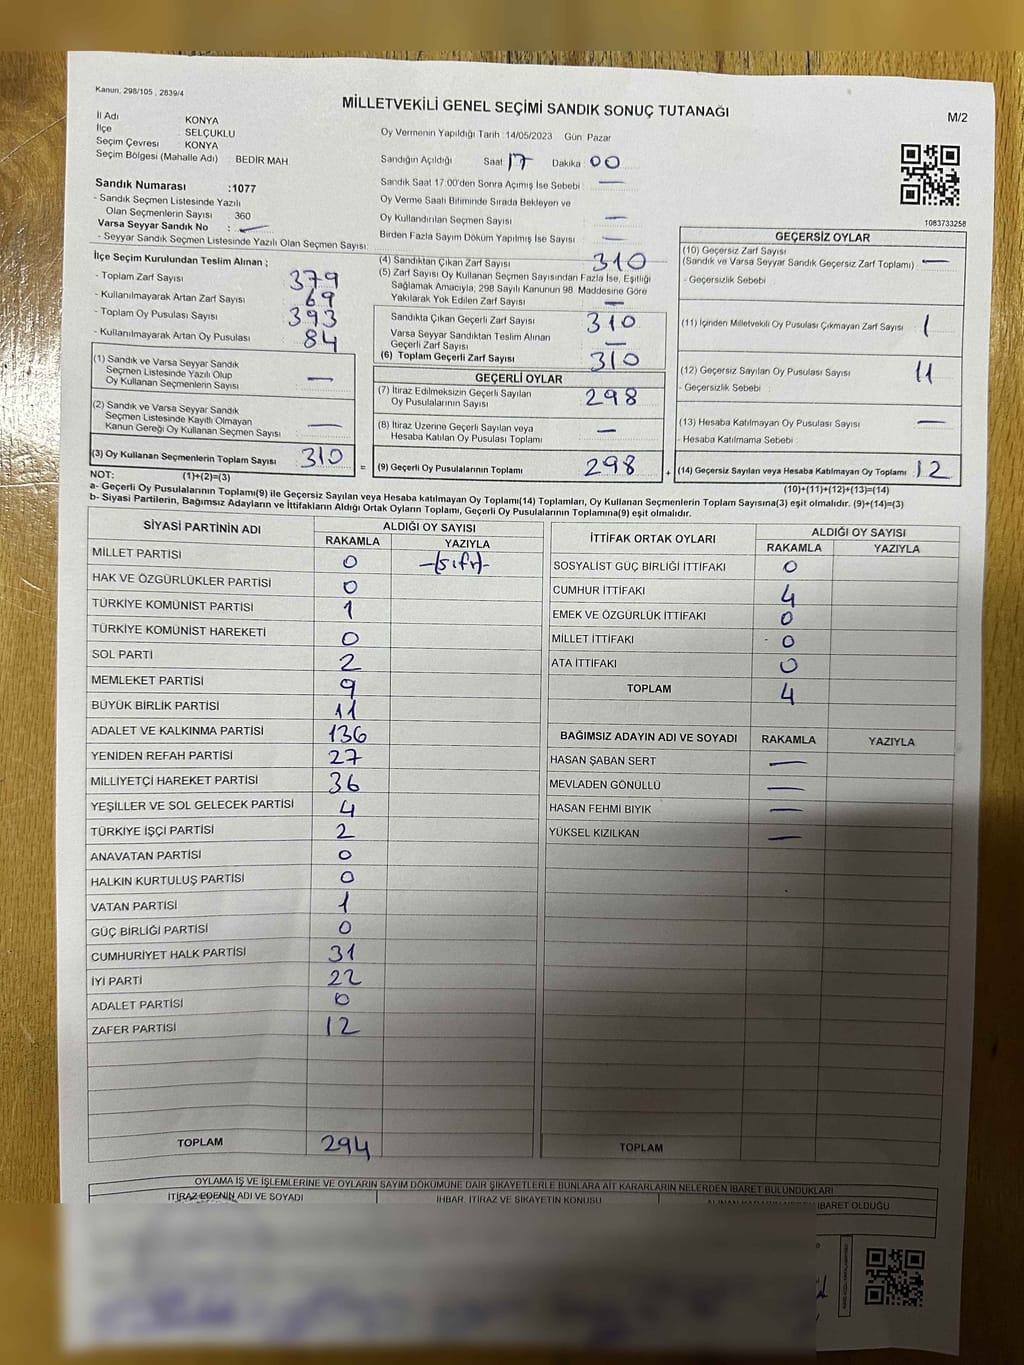 Kanun, 298/105 , 2839/4
MİLLETVEKİLİ GENEL SEÇİMİ SANDIK SONUÇ TUTANAĞI
M/2
İl Adı KONYA
İlçe SELÇUKLU
Seçim Çevresi KONYA
Seçim Bölgesi (Mahalle Adı) : BEDİR MAH
Oy Vermenin Yapıldığı Tarih : 14/05/2023 Gün Pazar
Sandığın Açıldığı Saat : 17 Dakika : 00
Sandık Saat 17:00'den Sonra Açımış İse Sebebi : —
Oy Verme Saati Bitiminde Sırada Bekleyen ve
Oy Kullandırılan Seçmen Sayısı —
Birden Fazla Sayım Döküm Yapılmış İse Sayısı —
1083733258
Sandık Numarası :1077
- Sandık Seçmen Listesinde Yazılı
Olan Seçmenlerin Sayısı : 360
Varsa Seyyar Sandık No : —
- Seyyar Sandık Seçmen Listesinde Yazılı Olan Seçmen Sayısı:
İlçe Seçim Kurulundan Teslim Alınan ;
- Toplam Zarf Sayısı 379
- Kullanılmayarak Artan Zarf Sayısı 69
- Toplam Oy Pusulası Sayısı 393
- Kullanılmayarak Artan Oy Pusulası 84
(1) Sandık ve Varsa Seyyar Sandık
Seçmen Listesinde Yazılı Olup
Oy Kullanan Seçmenlerin Sayısı —
(2) Sandık ve Varsa Seyyar Sandık
Seçmen Listesinde Kayıtlı Olmayan
Kanun Gereği Oy Kullanan Seçmen Sayısı —
(3) Oy Kullanan Seçmenlerin Toplam Sayısı 310
(4) Sandıktan Çıkan Zarf Sayısı 310
(5) Zarf Sayısı Oy Kullanan Seçmen Sayısından Fazla İse, Eşitliği
Sağlamak Amacıyla; 298 Sayılı Kanunun 98. Maddesine Göre
Yakılarak Yok Edilen Zarf Sayısı —
Sandıkta Çıkan Geçerli Zarf Sayısı 310
Varsa Seyyar Sandıktan Teslim Alınan
Geçerli Zarf Sayısı —
(6) Toplam Geçerli Zarf Sayısı 310
GEÇERLİ OYLAR
(7) İtiraz Edilmeksizin Geçerli Sayılan
Oy Pusulalarının Sayısı 298
(8) İtiraz Üzerine Geçerli Sayılan veya
Hesaba Katılan Oy Pusulası Toplamı —
= (9) Geçerli Oy Pusulalarının Toplamı 298
GEÇERSİZ OYLAR
(10) Geçersiz Zarf Sayısı
(Sandık ve Varsa Seyyar Sandık Geçersiz Zarf Toplamı) —
- Geçersizlik Sebebi
(11) İçinden Milletvekili Oy Pusulası Çıkmayan Zarf Sayısı 1
(12) Geçersiz Sayılan Oy Pusulası Sayısı 11
- Geçersizlik Sebebi :
(13) Hesaba Katılmayan Oy Pusulası Sayısı —
- Hesaba Katılmama Sebebi
+ (14) Geçersiz Sayılan veya Hesaba Katılmayan Oy Toplamı 12
NOT: (1)+(2)=(3)
(10)+(11)+(12)+(13)=(14)
a- Geçerli Oy Pusulalarının Toplamı(9) ile Geçersiz Sayılan veya Hesaba katılmayan Oy Toplam(14) Toplamları, Oy Kullanan Seçmenlerin Toplam Sayısına(3) eşit olmalıdır. (9)+(14)=(3)
b- Siyasi Partilerin, Bağımsız Adayların ve İttifakların Aldığı Ortak Oyların Toplamı, Geçerli Oy Pusulalarının Toplamına(9) eşit olmalıdır.
SİYASİ PARTİNİN ADI ALDIĞI OY SAYISI
RAKAMLA YAZIYLA
MİLLET PARTİSİ 0 -(sıfır)-
HAK VE ÖZGÜRLÜKLER PARTİSİ 0
TÜRKİYE KOMÜNİST PARTİSİ 1
TÜRKİYE KOMÜNİST HAREKETİ 0
SOL PARTİ 2
MEMLEKET PARTİSİ 9
BÜYÜK BİRLİK PARTİSİ 11
ADALET VE KALKINMA PARTİSİ 136
YENİDEN REFAH PARTİSİ 27
MİLLİYETÇİ HAREKET PARTİSİ 36
YEŞİLLER VE SOL GELECEK PARTİSİ 4
TÜRKİYE İŞÇİ PARTİSİ 2
ANAVATAN PARTİSİ 0
HALKIN KURTULUŞ PARTİSİ 0
VATAN PARTİSİ 1
GÜÇ BİRLİĞİ PARTİSİ 0
CUMHURİYET HALK PARTİSİ 31
İYİ PARTİ 22
ADALET PARTİSİ 0
ZAFER PARTİSİ 12
TOPLAM 294
İTTİFAK ORTAK OYLARI ALDIĞI OY SAYISI
RAKAMLA YAZIYLA
SOSYALİST GÜÇ BİRLİĞİ İTTİFAKI 0
CUMHUR İTTİFAKI 4
EMEK VE ÖZGÜRLÜK İTTİFAKI 0
MİLLET İTTİFAKI 0
ATA İTTİFAKI 0
TOPLAM 4
BAĞIMSIZ ADAYIN ADI VE SOYADI RAKAMLA YAZIYLA
HASAN ŞABAN SERT —
MEVLADEN GÖNÜLLÜ —
HASAN FEHMİ BIYIK —
YÜKSEL KIZILKAN —
TOPLAM
OYLAMA İŞ VE İŞLEMLERİNE VE OYLARIN SAYIM DÖKÜMÜNE DAİR ŞİKAYETLERLE BUNLARA AİT KARARLARIN NELERDEN İBARET BULUNDUKLARI
İTİRAZ EDENİN ADI VE SOYADI İHBAR, İTİRAZ VE ŞİKAYETİN KONUSU İBARET OLDUĞU